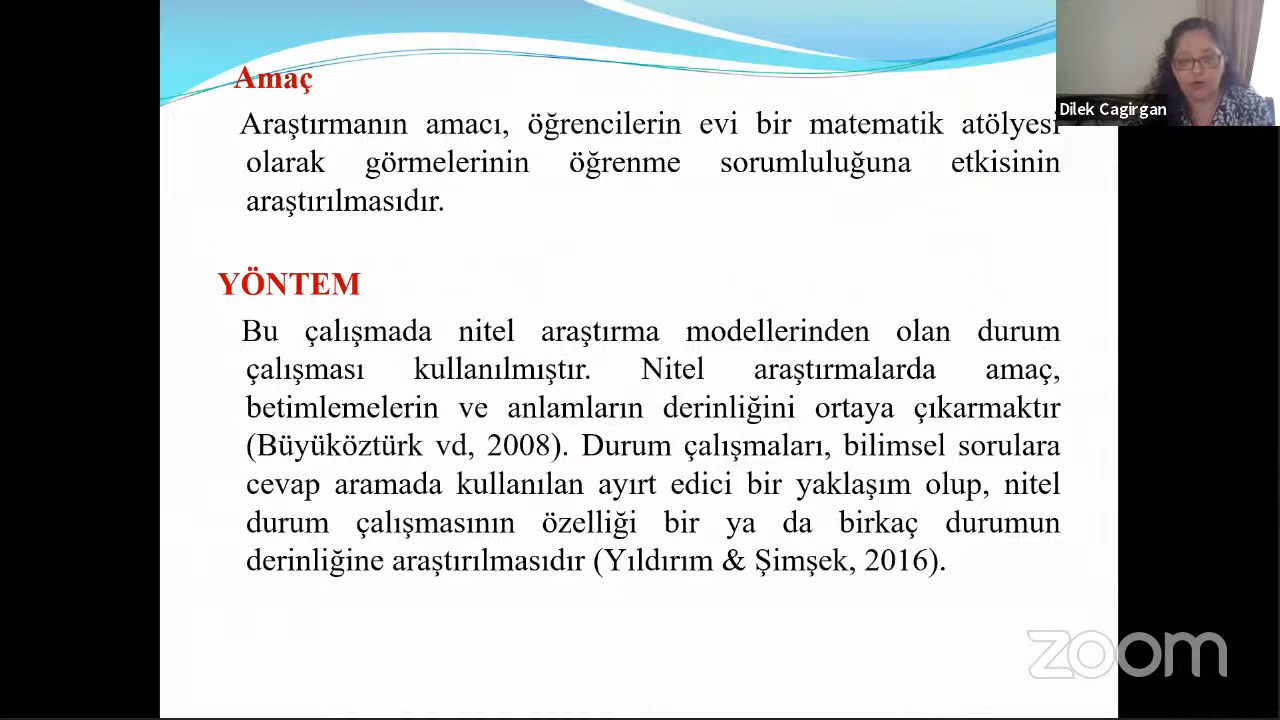 Amaç
Araştırmanın amacı, öğrencilerin evi bir matematik atölyesi
olarak görmelerinin öğrenme sorumluluğuna etkisinin
araştırılmasıdır.
YÖNTEM
Bu çalışmada nitel araştırma modellerinden olan durum
çalışması kullanılmıştır. Nitel araştırmalarda amaç,
betimlemelerin ve anlamların derinliğini ortaya çıkarmaktır
(Büyüköztürk vd, 2008). Durum çalışmaları, bilimsel sorulara
cevap aramada kullanılan ayırt edici bir yaklaşım olup, nitel
durum çalışmasının özelliği bir ya da birkaç durumun
derinliğine araştırılmasıdır (Yıldırım & Şimşek, 2016).
Dilek Cagirgan
zoom